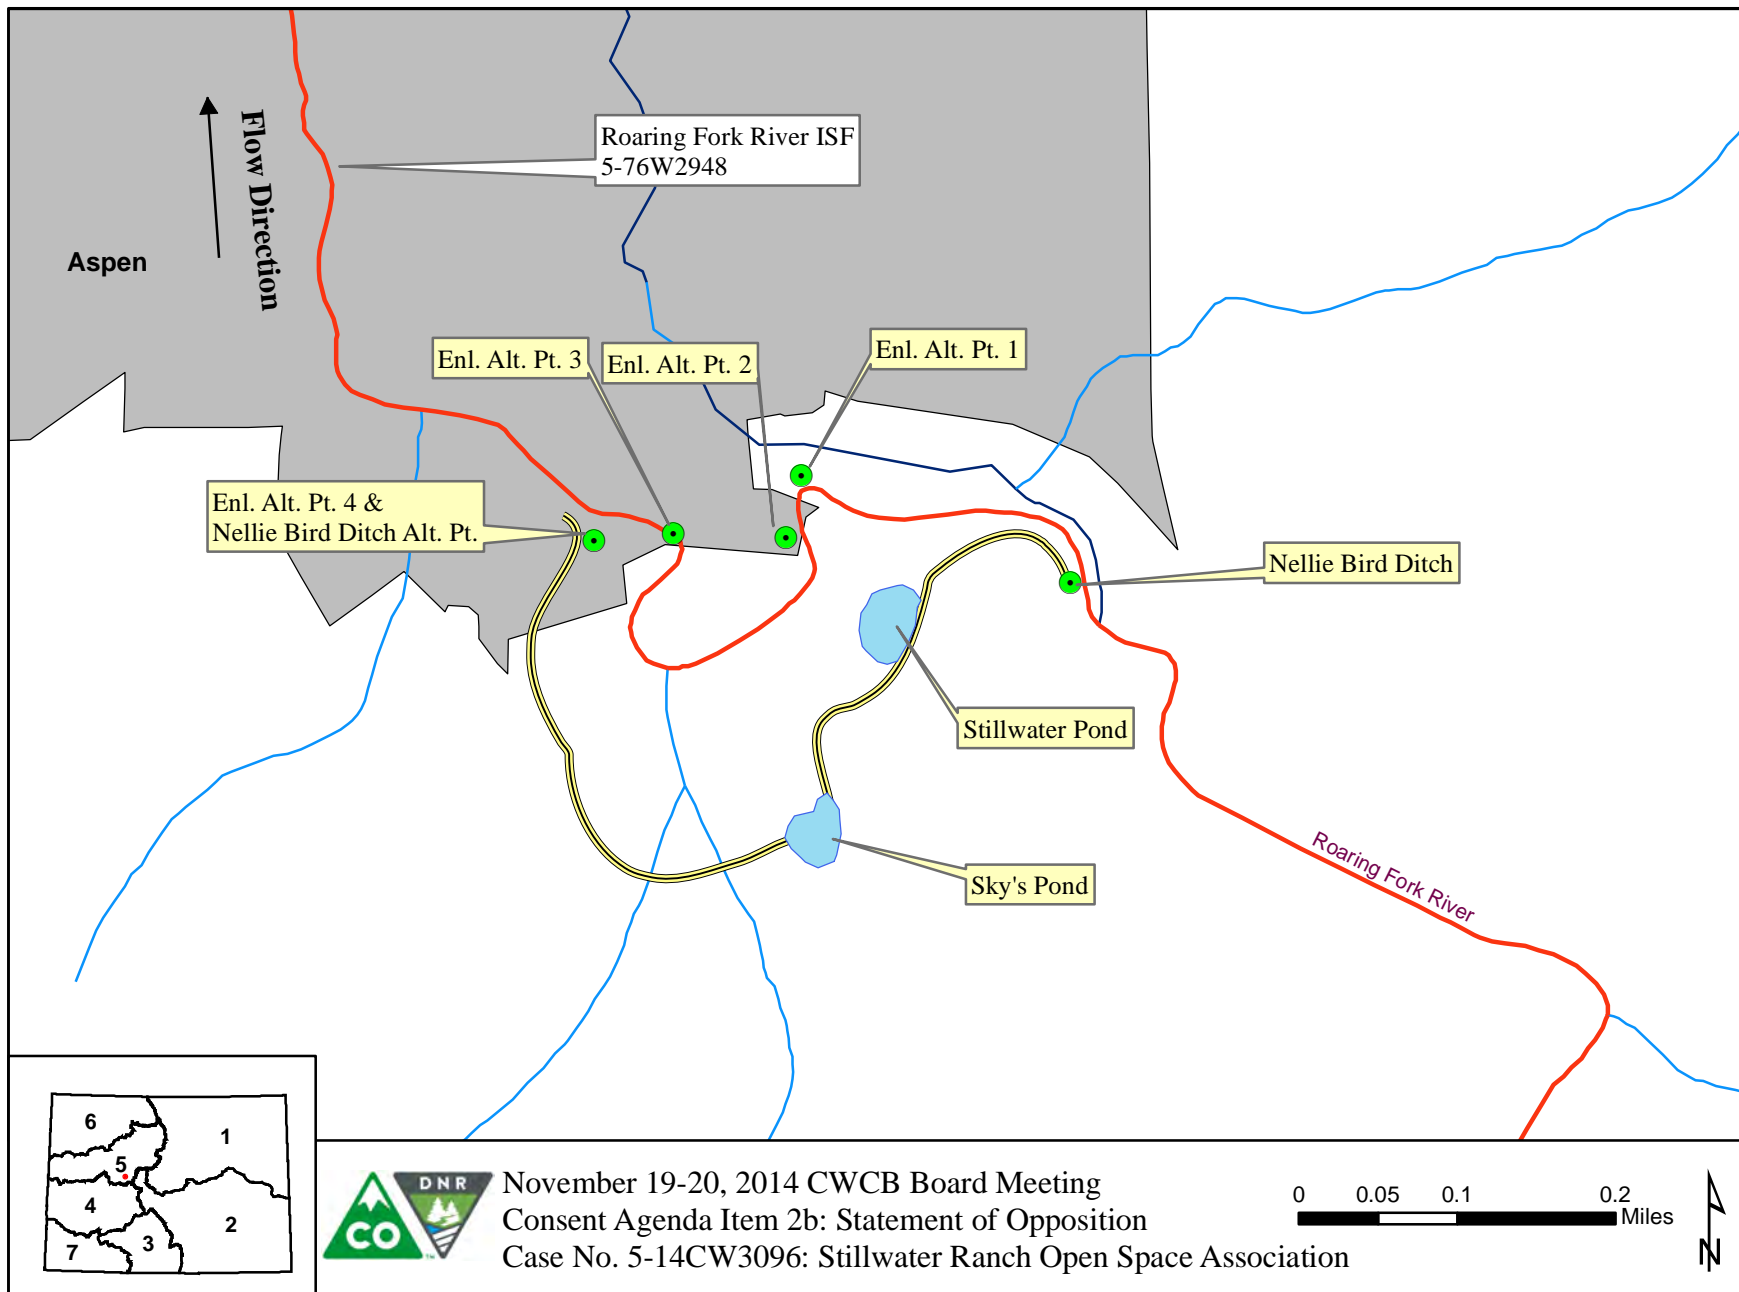 Roaring Fork River ISF
5-76W2948
Flow Direction
Aspen
Enl. Alt. Pt. 3
Enl. Alt. Pt. 2
Enl. Alt. Pt. 1
Enl. Alt. Pt. 4 &
Nellie Bird Ditch Alt. Pt.
Nellie Bird Ditch
Stillwater Pond
Sky's Pond
Roaring Fork River
6
1
5
4
2
3
7
CO
DNR
November 19-20, 2014 CWCB Board Meeting
Consent Agenda Item 2b: Statement of Opposition
Case No. 5-14CW3096: Stillwater Ranch Open Space Association
0 0.05 0.1 0.2
Miles
N